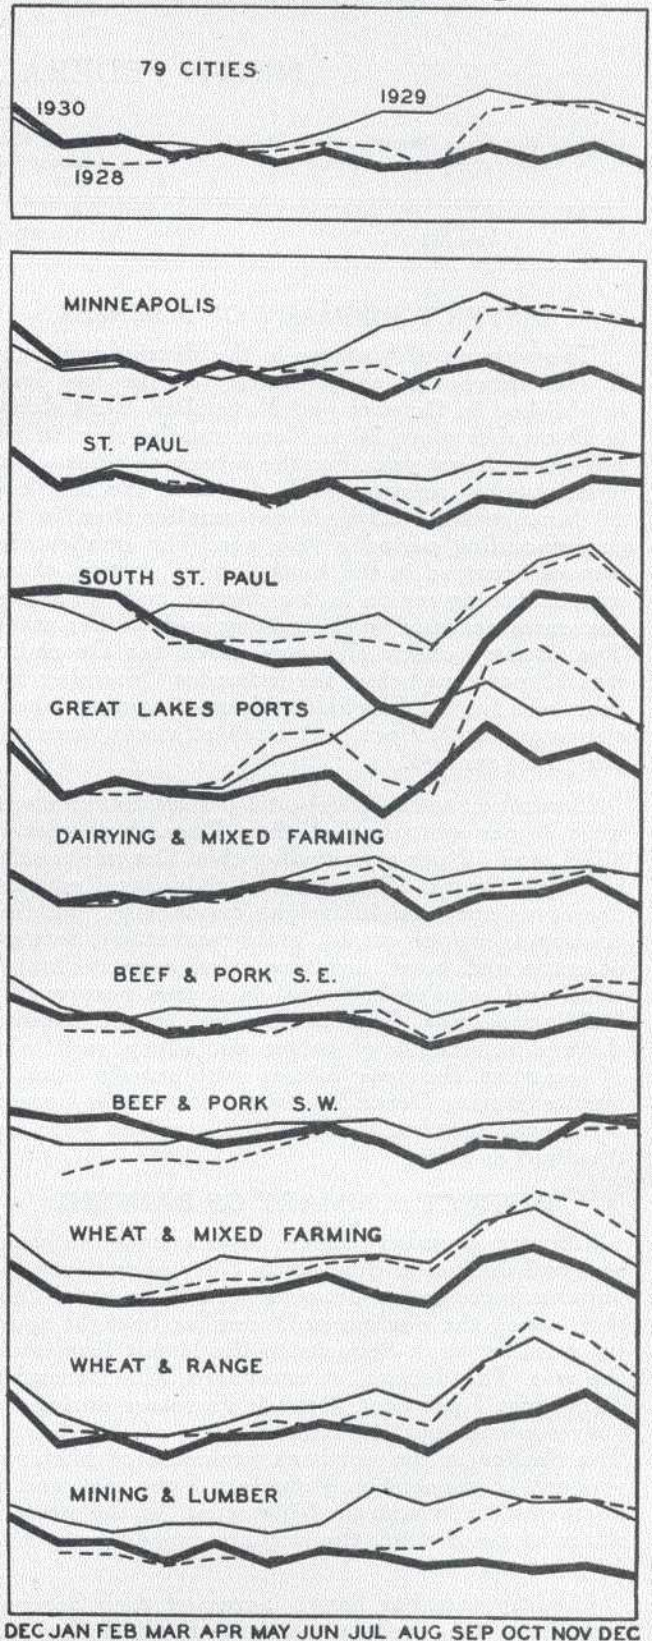 79 CITIES
1930
1929
1928
MINNEAPOLIS
ST. PAUL
SOUTH ST. PAUL
GREAT LAKES PORTS
DAIRYING & MIXED FARMING
BEEF & PORK S.E.
BEEF & PORK S.W.
WHEAT & MIXED FARMING
WHEAT & RANGE
MINING & LUMBER
DEC JAN FEB MAR APR MAY JUN JUL AUG SEP OCT NOV DEC